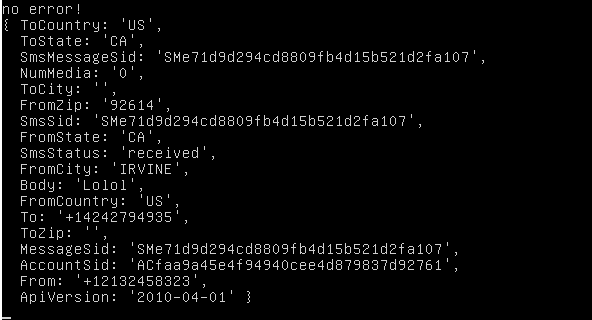 no error!
{ ToCountry: 'US',
ToState: 'CA',
SmsMessageSid: 'SMe71d9d294cd8809fb4d15b521d2fa107',
NumMedia: '0',
ToCity: '',
FromZip: '92614',
SmsSid: 'SMe71d9d294cd8809fb4d15b521d2fa107',
FromState: 'CA',
SmsStatus: 'received',
FromCity: 'IRVINE',
Body: 'Lolol',
FromCountry: 'US',
To: '+14242794935',
ToZip: '',
MessageSid: 'SMe71d9d294cd8809fb4d15b521d2fa107',
AccountSid: 'ACfaa9a45e4f94940cee4d879837d92761',
From: '+12132458323',
ApiVersion: '2010-04-01' }